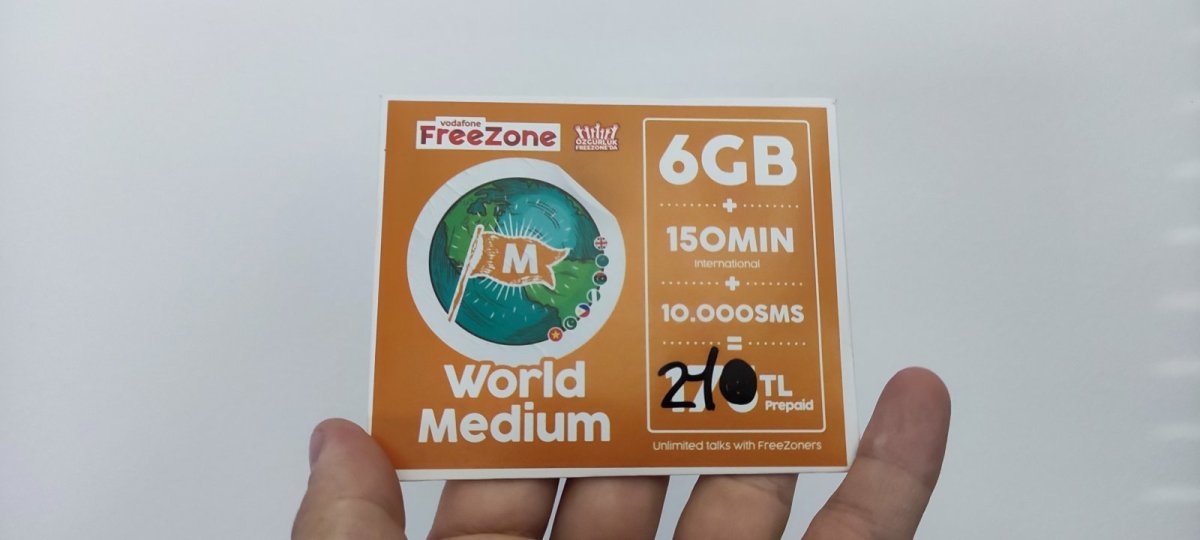 vodafone
FreeZone
ÖZGÜRLÜK
FREEZONE'DA
M
World
Medium
6GB
+
150MIN
International
+
10.000SMS
=
TL
Prepaid
Unlimited talks with FreeZoners